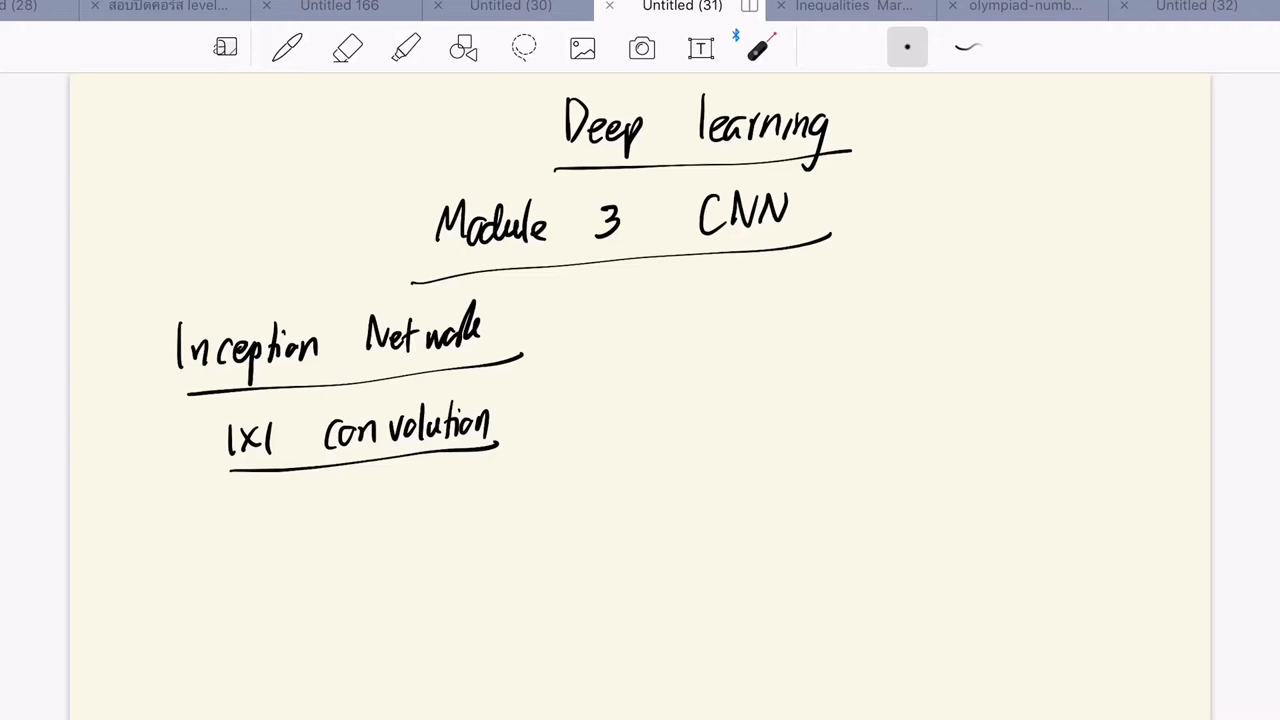 (28) สอบปิดคอร์ส level... Untitled 166 Untitled (30) Untitled (31) Inequalities Mar... olympiad-numb... Untitled (32)
T
Deep learning
Module 3 CNN
Inception Network
1x1 convolution